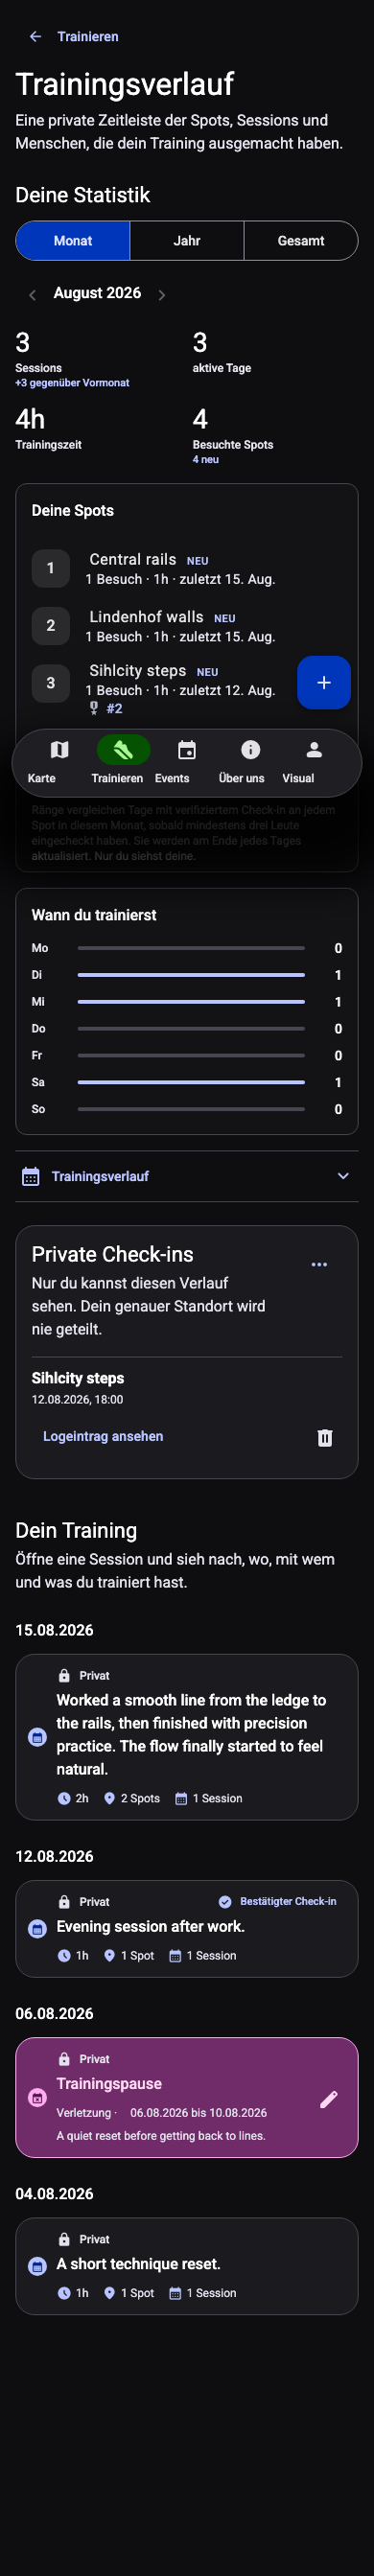 Trainieren
Trainingsverlauf
Eine private Zeitleiste der Spots, Sessions und
Menschen, die dein Training ausgemacht haben.
Deine Statistik
Monat
Jahr
Gesamt
August 2026
3
Sessions
+3 gegenüber Vormonat
3
aktive Tage
4h
Trainingszeit
4
Besuchte Spots
4 neu
Deine Spots
1
Central rails NEU
1 Besuch · 1h · zuletzt 15. Aug.
2
Lindenhof walls NEU
1 Besuch · 1h · zuletzt 15. Aug.
3
Sihlcity steps NEU
1 Besuch · 1h · zuletzt 12. Aug.
#2
Karte
Trainieren
Events
Über uns
Visual
Ränge vergleichen Tage mit verifiziertem Check-in an jedem
Spot in diesem Monat, sobald mindestens drei Leute
eingecheckt haben. Sie werden am Ende jedes Tages
aktualisiert. Nur du siehst deine.
Wann du trainierst
Mo 0
Di 1
Mi 1
Do 0
Fr 0
Sa 1
So 0
Trainingsverlauf
Private Check-ins
Nur du kannst diesen Verlauf
sehen. Dein genauer Standort wird
nie geteilt.
Sihlcity steps
12.08.2026, 18:00
Logeintrag ansehen
Dein Training
Öffne eine Session und sieh nach, wo, mit wem
und was du trainiert hast.
15.08.2026
Privat
Worked a smooth line from the ledge to
the rails, then finished with precision
practice. The flow finally started to feel
natural.
2h 2 Spots 1 Session
12.08.2026
Privat Bestätigter Check-in
Evening session after work.
1h 1 Spot 1 Session
06.08.2026
Privat
Trainingspause
Verletzung · 06.08.2026 bis 10.08.2026
A quiet reset before getting back to lines.
04.08.2026
Privat
A short technique reset.
1h 1 Spot 1 Session